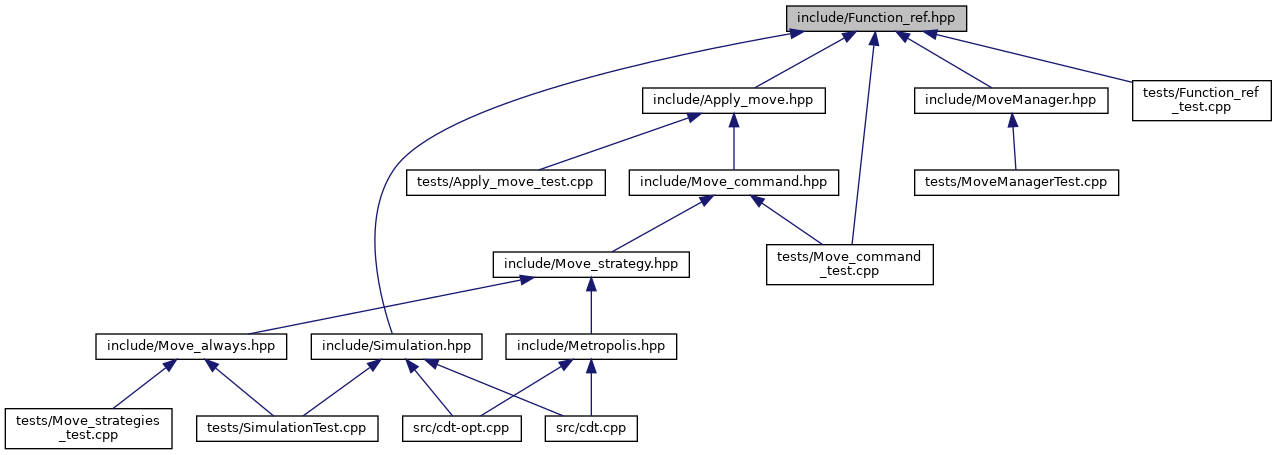 include/Function_ref.hpp
include/Apply_move.hpp
include/MoveManager.hpp
tests/Function_ref
_test.cpp
tests/Apply_move_test.cpp
include/Move_command.hpp
tests/MoveManagerTest.cpp
include/Move_strategy.hpp
tests/Move_command
_test.cpp
include/Move_always.hpp
include/Simulation.hpp
include/Metropolis.hpp
tests/Move_strategies
_test.cpp
tests/SimulationTest.cpp
src/cdt-opt.cpp
src/cdt.cpp